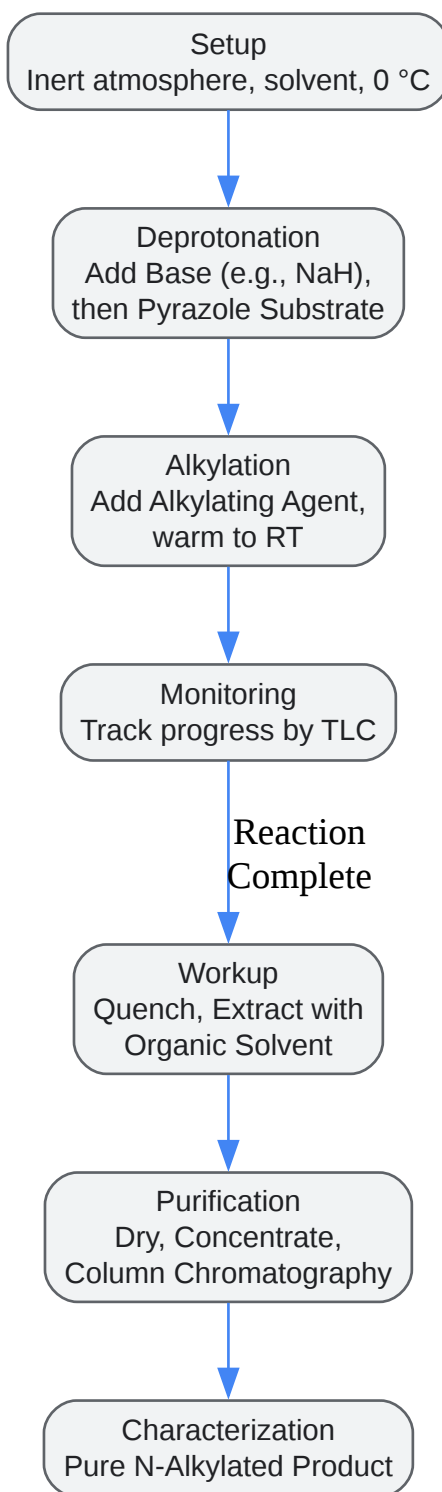 Setup
Inert atmosphere, solvent, 0 °C
Deprotonation
Add Base (e.g., NaH),
then Pyrazole Substrate
Alkylation
Add Alkylating Agent,
warm to RT
Monitoring
Track progress by TLC
Reaction
Complete
Workup
Quench, Extract with
Organic Solvent
Purification
Dry, Concentrate,
Column Chromatography
Characterization
Pure N-Alkylated Product